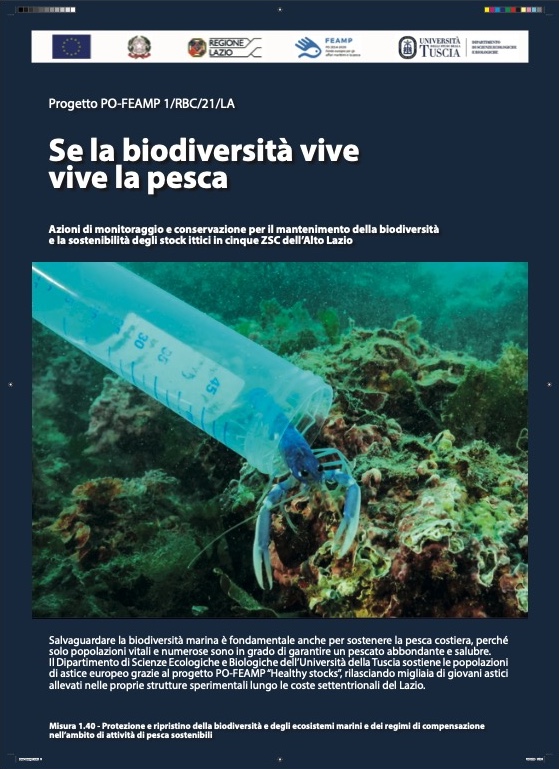 REGIONE
LAZIO
FEAMP
UNIVERSITÀ
TUSCIA
Progetto PO-FEAMP 1/RBC/21/LA
Se la biodiversità vive
vive la pesca
Azioni di monitoraggio e conservazione per il mantenimento della biodiversità
e la sostenibilità degli stock ittici in cinque ZSC dell'Alto Lazio
30
35
45
Salvaguardare la biodiversità marina è fondamentale anche per sostenere la pesca costiera, perché
solo popolazioni vitali e numerose sono in grado di garantire un pescato abbondante e salubre.
Il Dipartimento di Scienze Ecologiche e Biologiche dell'Università della Tuscia sostiene le popolazioni
di astice europeo grazie al progetto PO-FEAMP "Healthy stocks", rilasciando migliaia di giovani astici
allevati nelle proprie strutture sperimentali lungo le coste settentrionali del Lazio.
Misura 1.40 - Protezione e ripristino della biodiversità e degli ecosistemi marini e dei regimi di compensazione
nell'ambito di attività di pesca sostenibili